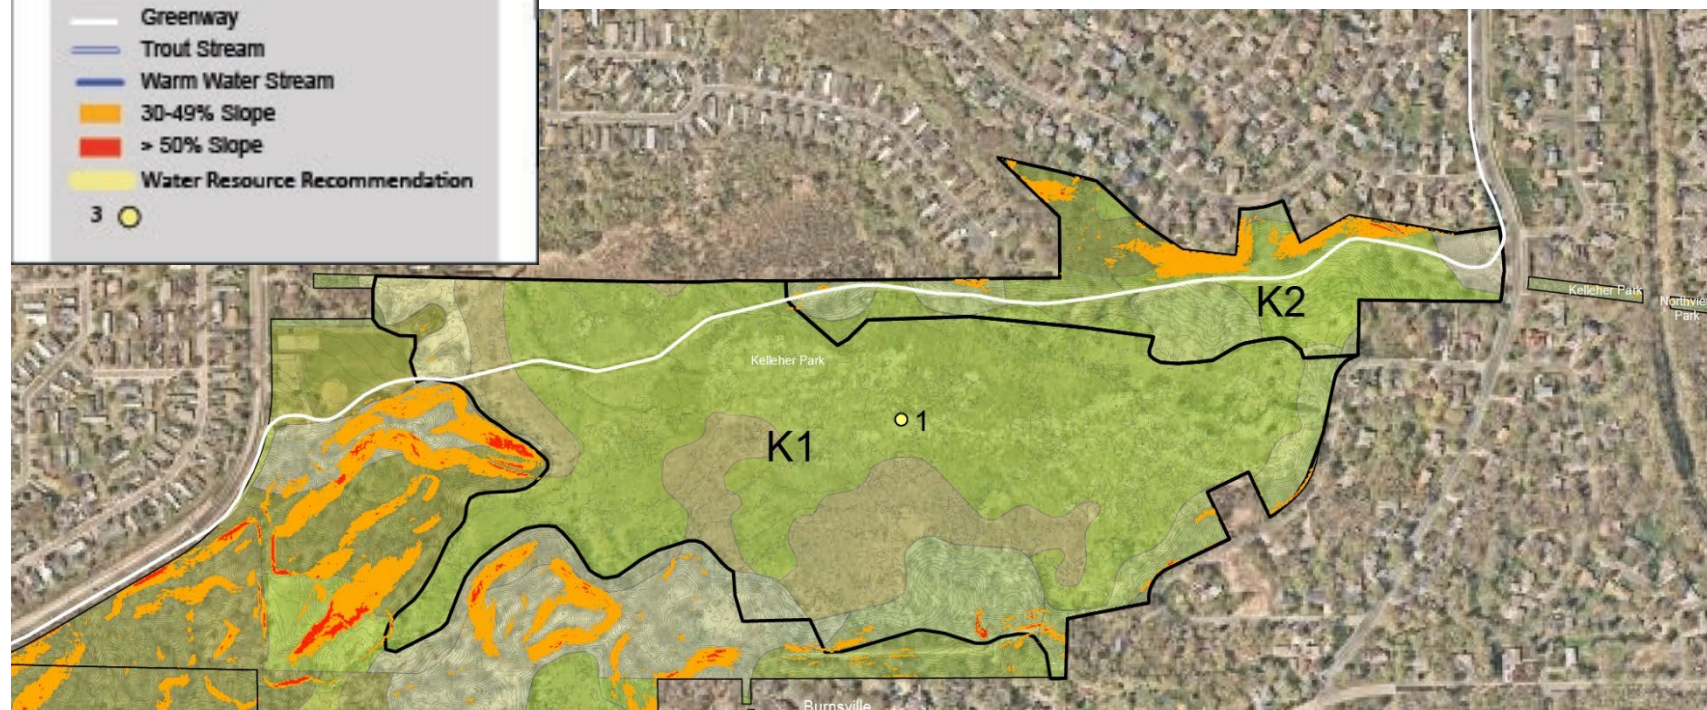 Greenway
Trout Stream
Warm Water Stream
30-49% Slope
> 50% Slope
Water Resource Recommendation
3
K2
Kelleher Park
Kelleher Park
1
K1
Burnsville
Park